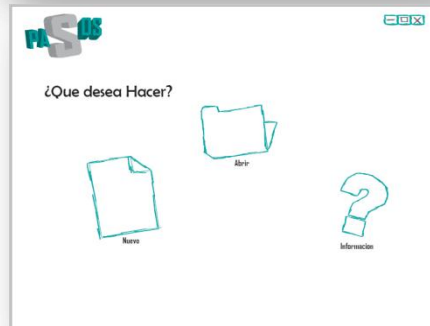 PASOS
¿Que desea Hacer?
Abrir
Nuevo
Informacion